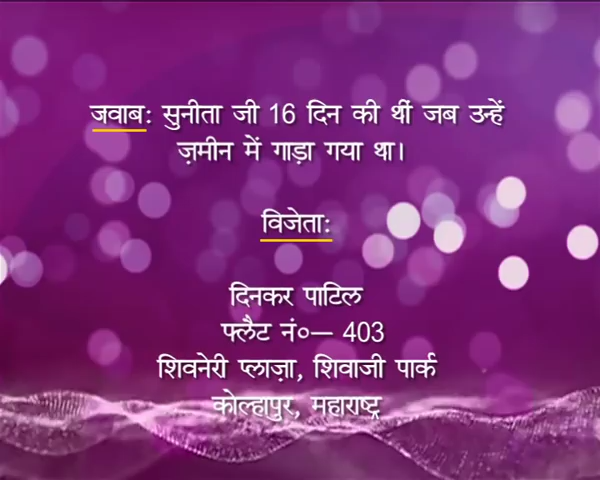 जवाब: सुनीता जी 16 दिन की थीं जब उन्हें
ज़मीन में गाड़ा गया था।
विजेता:
दिनकर पाटिल
फ्लैट नं०— 403
शिवनेरी प्लाज़ा, शिवाजी पार्क
कोल्हापुर, महाराष्ट्र